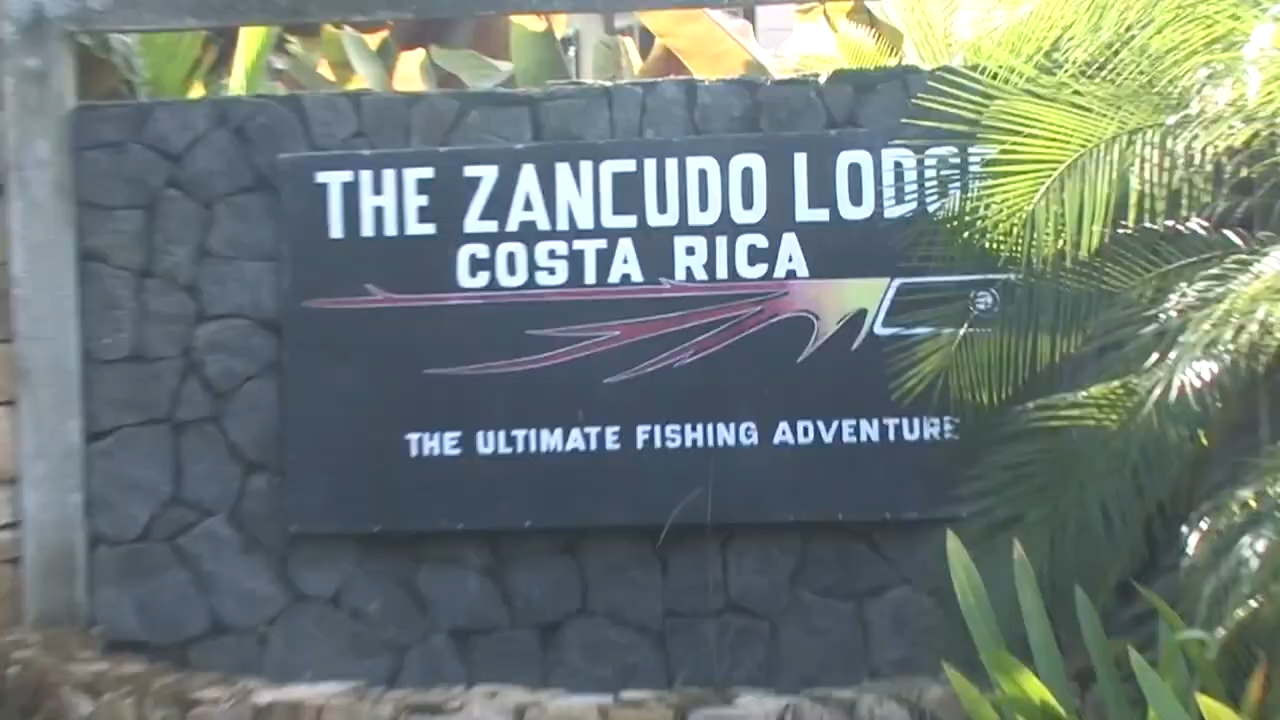 THE ZANCUDO LODGE
COSTA RICA
THE ULTIMATE FISHING ADVENTURE